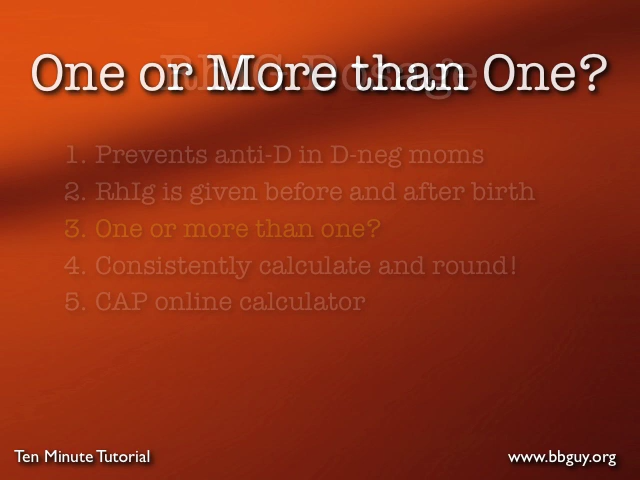 One or More than One?
RhIG Dosage
1. Prevents anti-D in D-neg moms
2. RhIg is given before and after birth
3. One or more than one?
4. Consistently calculate and round!
5. CAP online calculator
Ten Minute Tutorial
www.bbguy.org